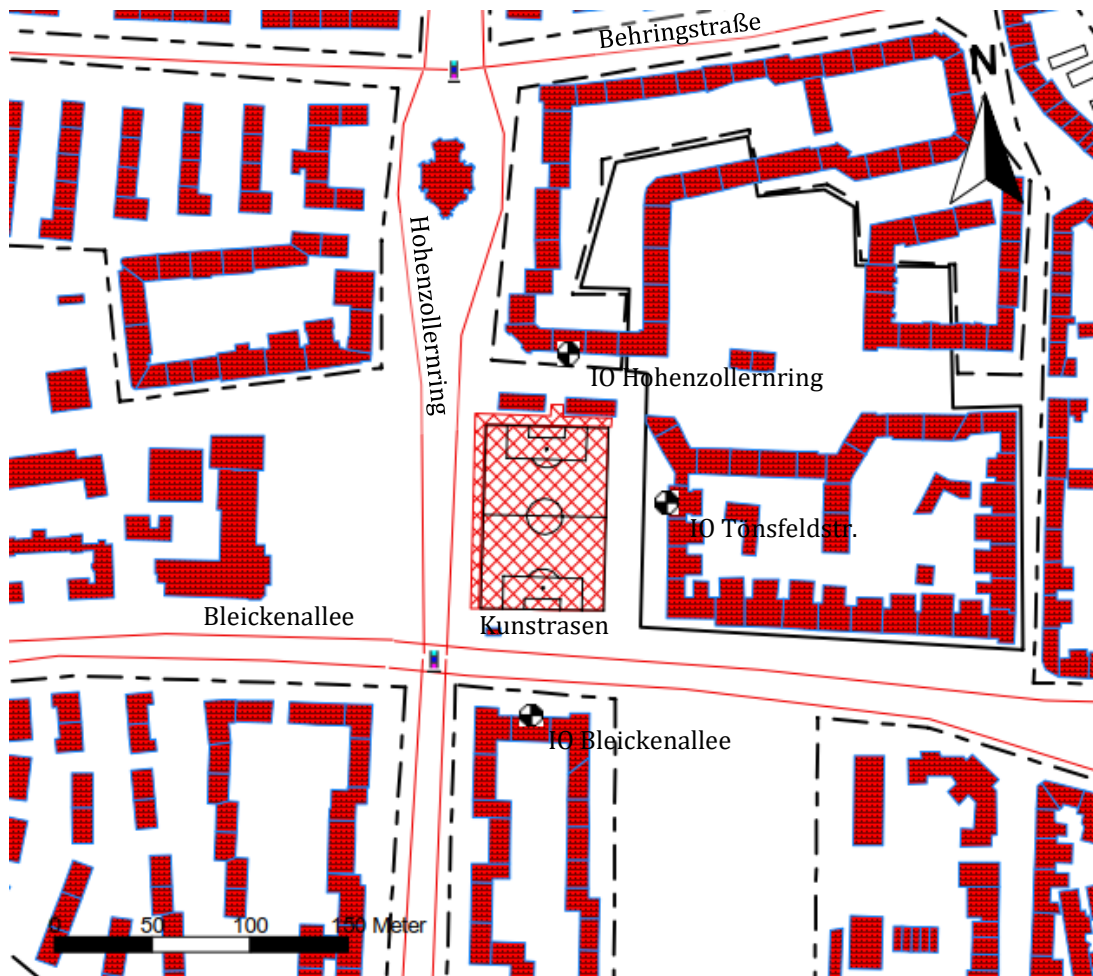 Behringstraße
N
Hohenzollernring
IO Hohenzollernring
IO Tönsfeldstr.
Bleickenallee
Kunstrasen
IO Bleickenallee
0 50 100 150 Meter